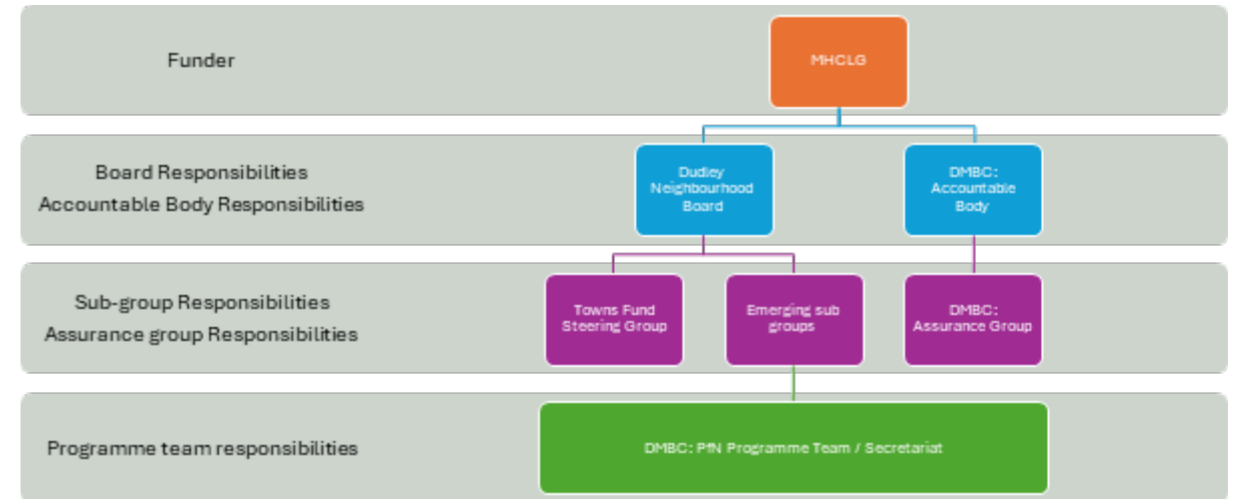 Funder
MHCLG
Board Responsibilities
Accountable Body Responsibilities
Dudley
Neighbourhood
Board
DMBC:
Accountable
Body
Sub-group Responsibilities
Assurance group Responsibilities
Towns Fund
Steering Group
Emerging sub
groups
DMBC:
Assurance Group
Programme team responsibilities
DMBC: PfN Programme Team / Secretariat